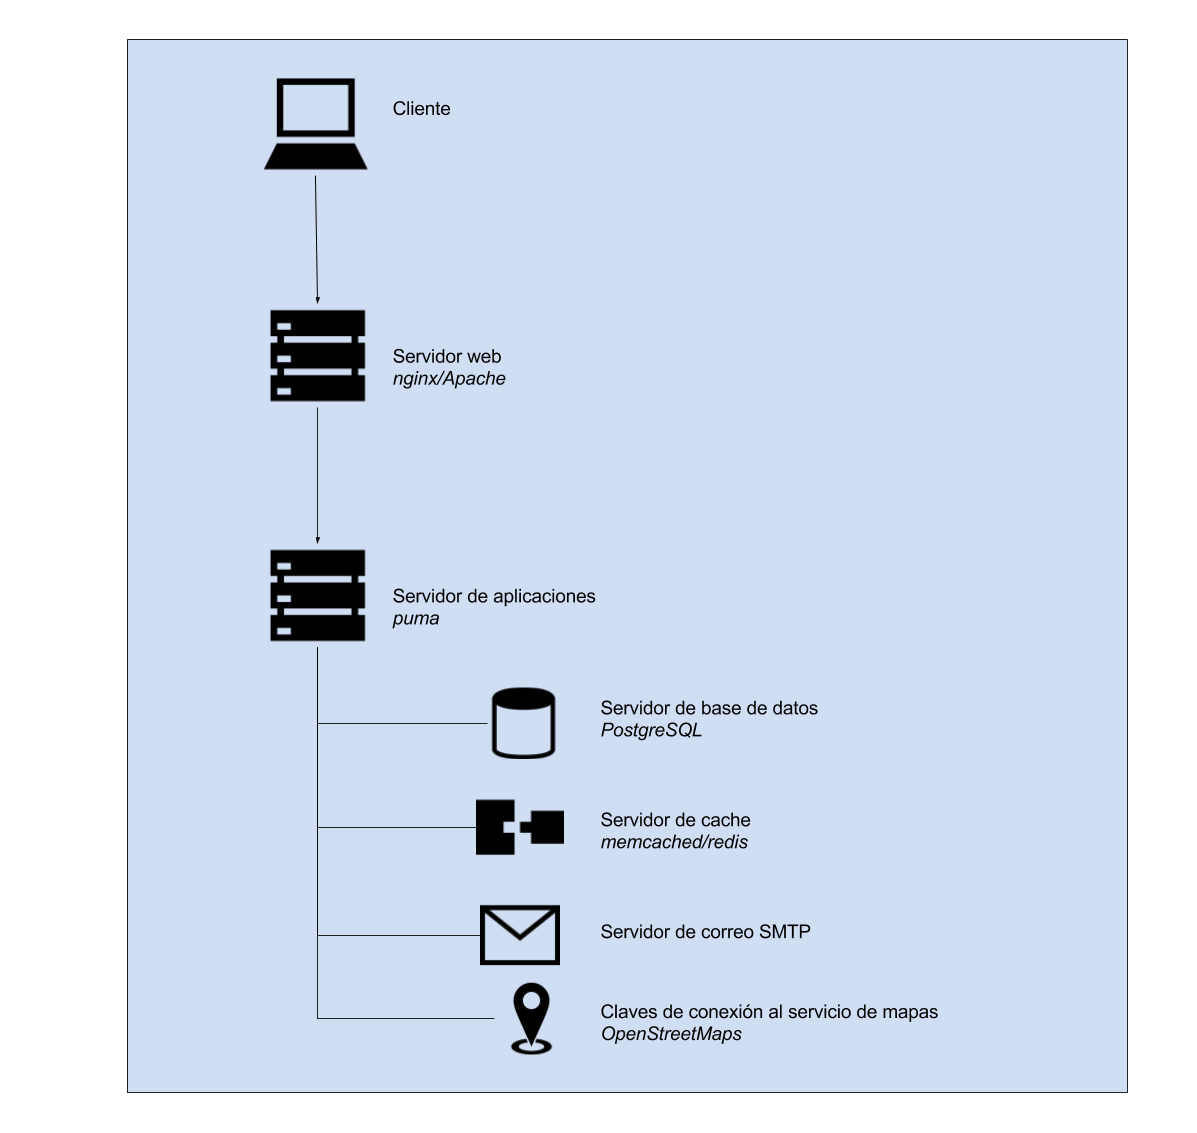 Cliente
Servidor web
nginx/Apache
Servidor de aplicaciones
puma
Servidor de base de datos
PostgreSQL
Servidor de cache
memcached/redis
Servidor de correo SMTP
Claves de conexión al servicio de mapas
OpenStreetMaps